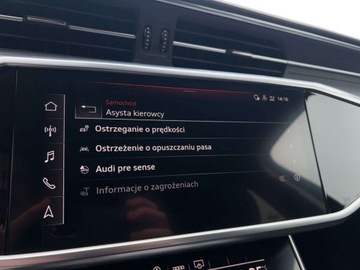 Samochód
Asysta kierowcy
14:16
Ostrzeganie o prędkości
Ostrzeżenie o opuszczaniu pasa
Audi pre sense
Informacje o zagrożeniach